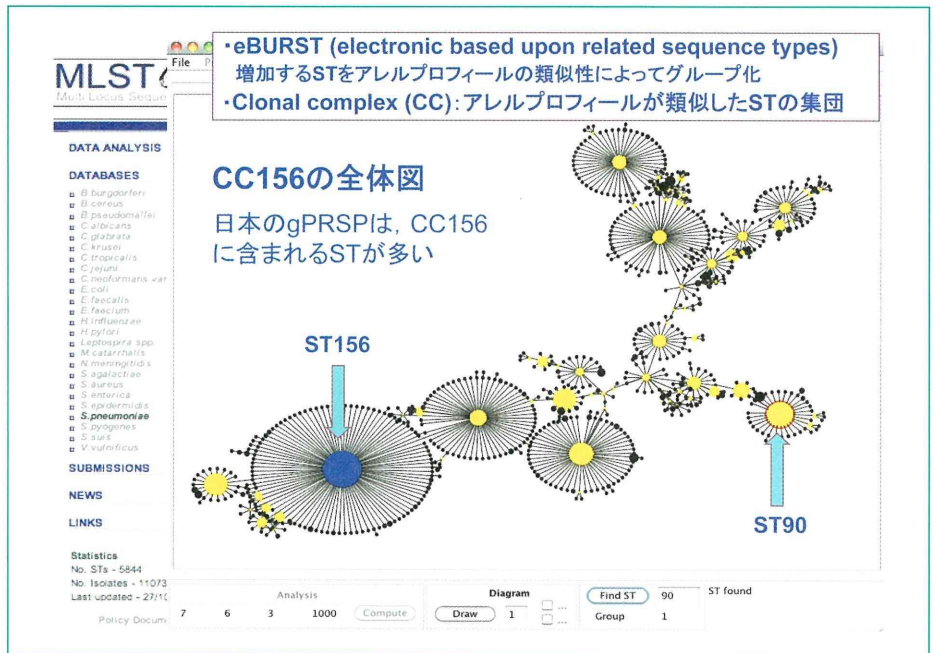 ・eBURST (electronic based upon related sequence types)
増加するSTをアレルプロフィールの類似性によってグループ化
・Clonal complex (CC)：アレルプロフィールが類似したSTの集団
File
MLST
Multi Locus Seque
DATA ANALYSIS
DATABASES
B.burgdorferi
B.cereus
B.pseudomallei
C.albicans
C.glabrata
C.krusei
C.tropicalis
C.jejuni
C.neoformans var
E.coli
E.faecalis
E.faecium
H.influenzae
H.pylori
Leptospira spp.
M.catarrhalis
N.meningitidis
S.agalactiae
S.aureus
S.enterica
S.epidermidis
S.pneumoniae
S.pyogenes
S.suis
V.vulnificus
SUBMISSIONS
NEWS
LINKS
Statistics
No. STs - 5844
No. Isolates - 11073
Last updated - 27/1
Policy Docum
CC156の全体図
日本のgPRSPは，CC156
に含まれるSTが多い
ST156
ST90
Analysis
7 6 3 1000 Compute
Diagram
Draw 1
...
...
Find ST 90 ST found
Group 1